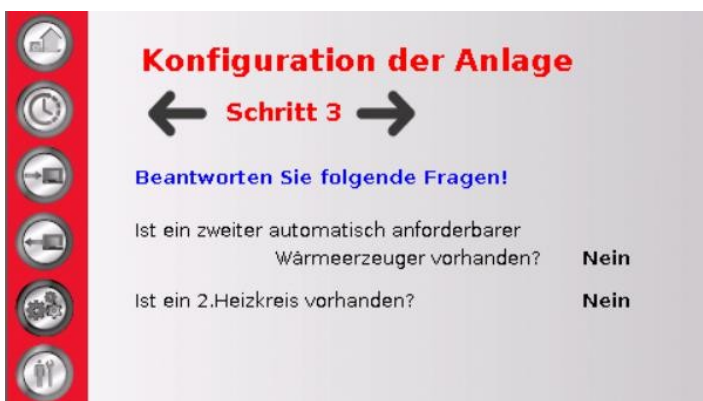 Konfiguration der Anlage
Schritt 3
Beantworten Sie folgende Fragen!
Ist ein zweiter automatisch anforderbarer
Wärmeerzeuger vorhanden? Nein
Ist ein 2.Heizkreis vorhanden? Nein